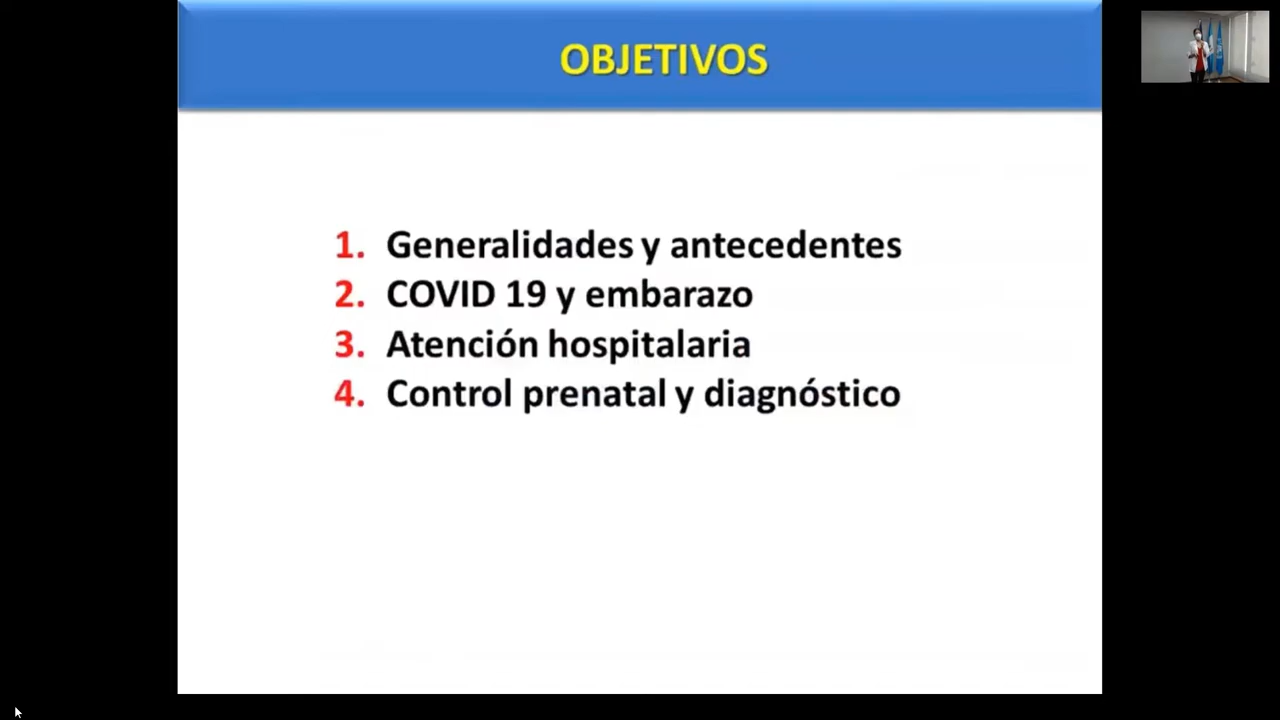 OBJETIVOS
1. Generalidades y antecedentes
2. COVID 19 y embarazo
3. Atención hospitalaria
4. Control prenatal y diagnóstico